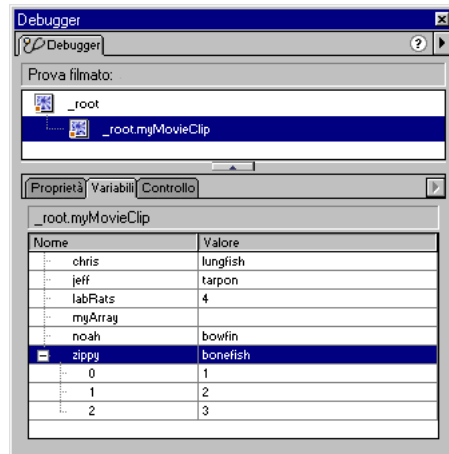 Debugger
Debugger ?
Prova filmato:
_root
_root.myMovieClip
Proprietà Variabili Controllo
_root.myMovieClip
Nome Valore
chris lungfish
jeff tarpon
labRats 4
myArray
noah bowfin
zippy bonefish
0 1
1 2
2 3